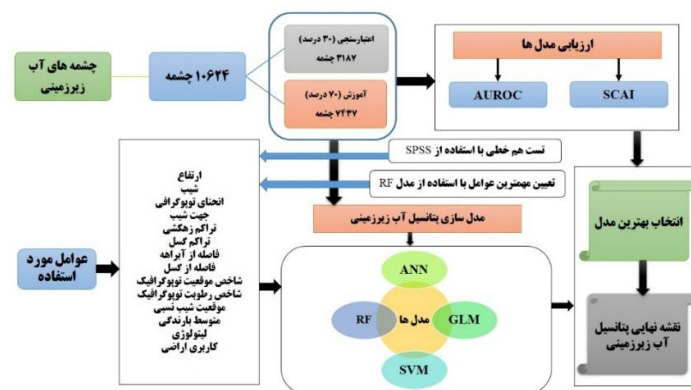 چشمه های آب
زیرزمینی
۱۰۶۲۴ چشمه
اعتبارسنجی (۳۰ درصد)
۳۱۸۷ چشمه
آموزش (۷۰ درصد)
۷۴۳۷ چشمه
ارزیابی مدل ها
AUROC
SCAI
تست هم خطی با استفاده از SPSS
تعیین مهمترین عوامل با استفاده از مدل RF
عوامل مورد
استفاده
ارتفاع
شیب
انحنای توپوگرافی
جهت شیب
تراکم زهکشی
تراکم گسل
فاصله از آبراهه
فاصله از گسل
شاخص موقعیت توپوگرافیک
شاخص رطوبت توپوگرافیک
موقعیت شیب نسبی
متوسط بارندگی
لیتولوژی
کاربری اراضی
مدل سازی پتانسیل آب زیرزمینی
ANN
RF
مدل ها
GLM
SVM
انتخاب بهترین مدل
نقشه نهایی پتانسیل
آب زیرزمینی